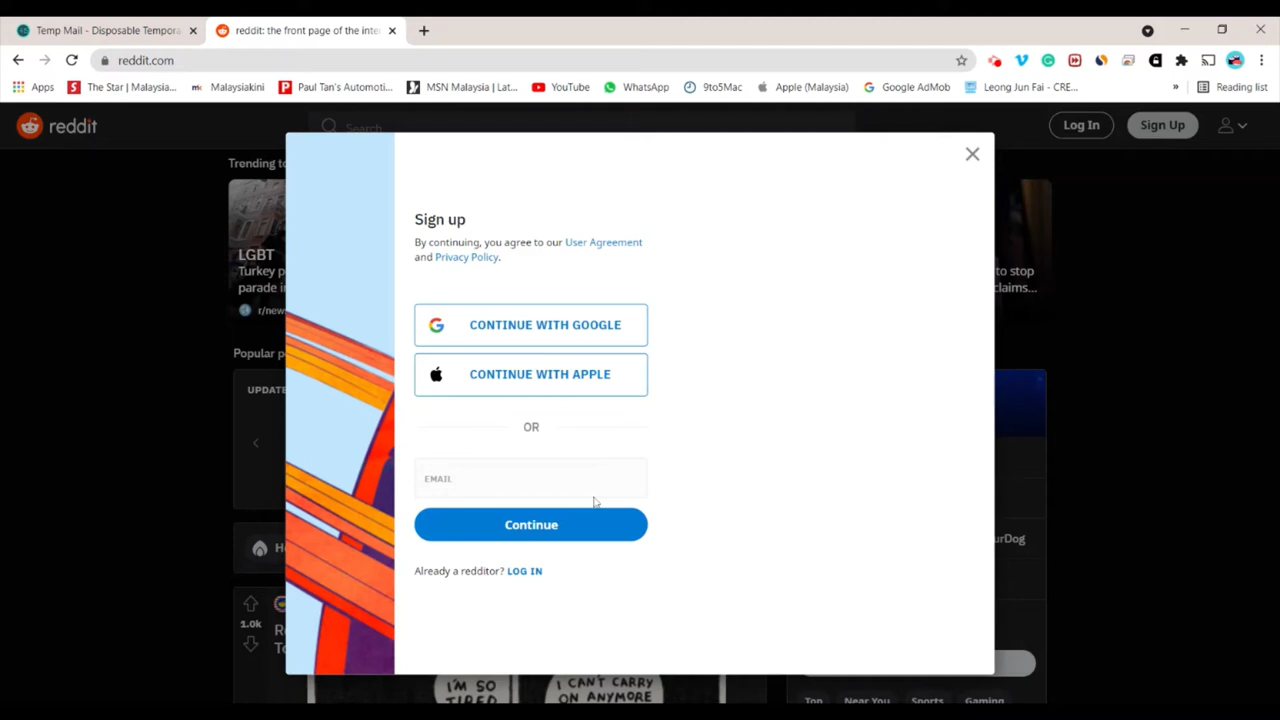 Temp Mail - Disposable Tempora
reddit: the front page of the inte
reddit.com
Apps
The Star | Malaysia...
Malaysiakini
Paul Tan's Automoti...
MSN Malaysia | Lat...
YouTube
WhatsApp
9to5Mac
Apple (Malaysia)
Google AdMob
Leong Jun Fai - CRE...
»
Reading list
reddit
Search
Log In
Sign Up
Trending to
LGBT
Turkey p
parade i
r/new
to stop
claims...
Sign up
By continuing, you agree to our User Agreement
and Privacy Policy.
CONTINUE WITH GOOGLE
CONTINUE WITH APPLE
OR
EMAIL
Continue
Already a redditor? LOG IN
Popular p
UPDATE
urDog
1.0k
I'M SO
TIRED
I CAN'T CARRY
ON ANYMORE
Top
Near You
Sports
Gaming